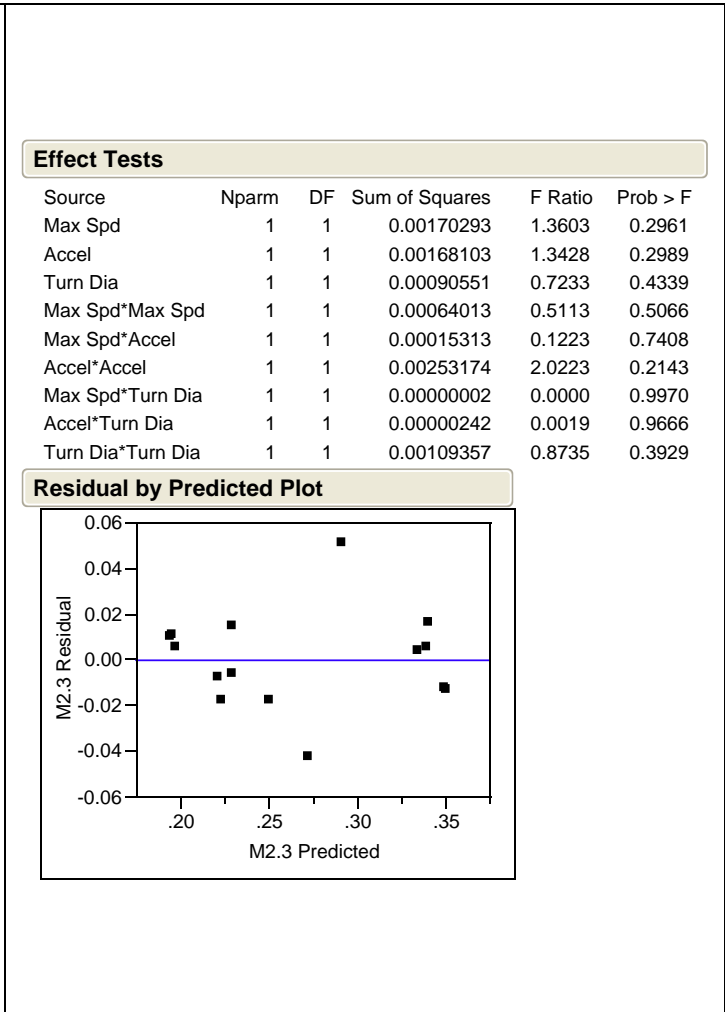 Effect Tests
Source Nparm DF Sum of Squares F Ratio Prob > F
Max Spd 1 1 0.00170293 1.3603 0.2961
Accel 1 1 0.00168103 1.3428 0.2989
Turn Dia 1 1 0.00090551 0.7233 0.4339
Max Spd*Max Spd 1 1 0.00064013 0.5113 0.5066
Max Spd*Accel 1 1 0.00015313 0.1223 0.7408
Accel*Accel 1 1 0.00253174 2.0223 0.2143
Max Spd*Turn Dia 1 1 0.00000002 0.0000 0.9970
Accel*Turn Dia 1 1 0.00000242 0.0019 0.9666
Turn Dia*Turn Dia 1 1 0.00109357 0.8735 0.3929
Residual by Predicted Plot
M2.3 Residual
0.06
0.04
0.02
0.00
-0.02
-0.04
-0.06
.20 .25 .30 .35
M2.3 Predicted